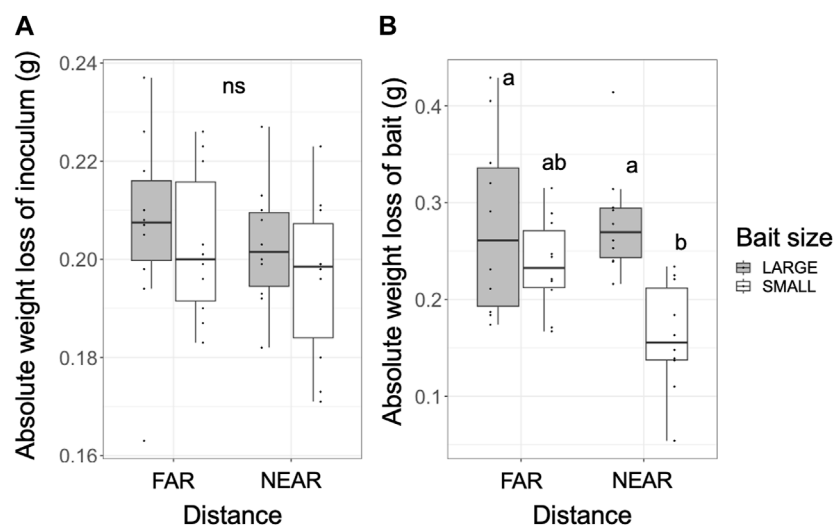 A
Absolute weight loss of inoculum (g)
0.24
0.22
0.20
0.18
0.16
ns
FAR
NEAR
Distance
B
Absolute weight loss of bait (g)
0.4
0.3
0.2
0.1
a
ab
a
b
FAR
NEAR
Distance
Bait size
LARGE
SMALL